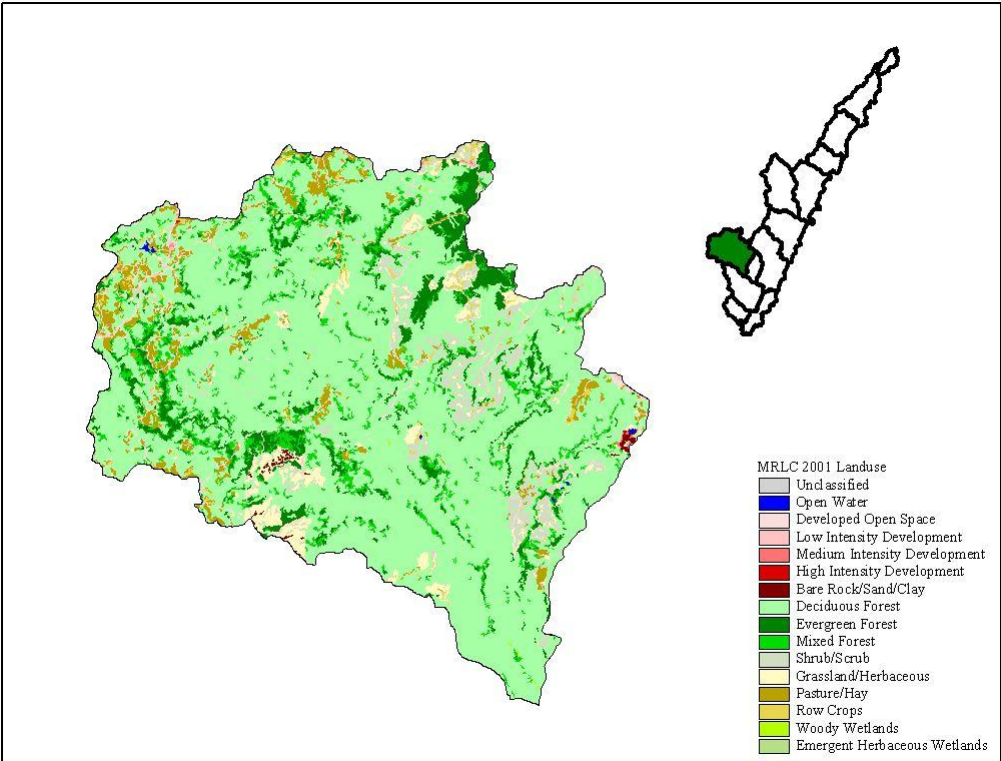 MRLC 2001 Landuse
Unclassified
Open Water
Developed Open Space
Low Intensity Development
Medium Intensity Development
High Intensity Development
Bare Rock/Sand/Clay
Deciduous Forest
Evergreen Forest
Mixed Forest
Shrub/Scrub
Grassland/Herbaceous
Pasture/Hay
Row Crops
Woody Wetlands
Emergent Herbaceous Wetlands